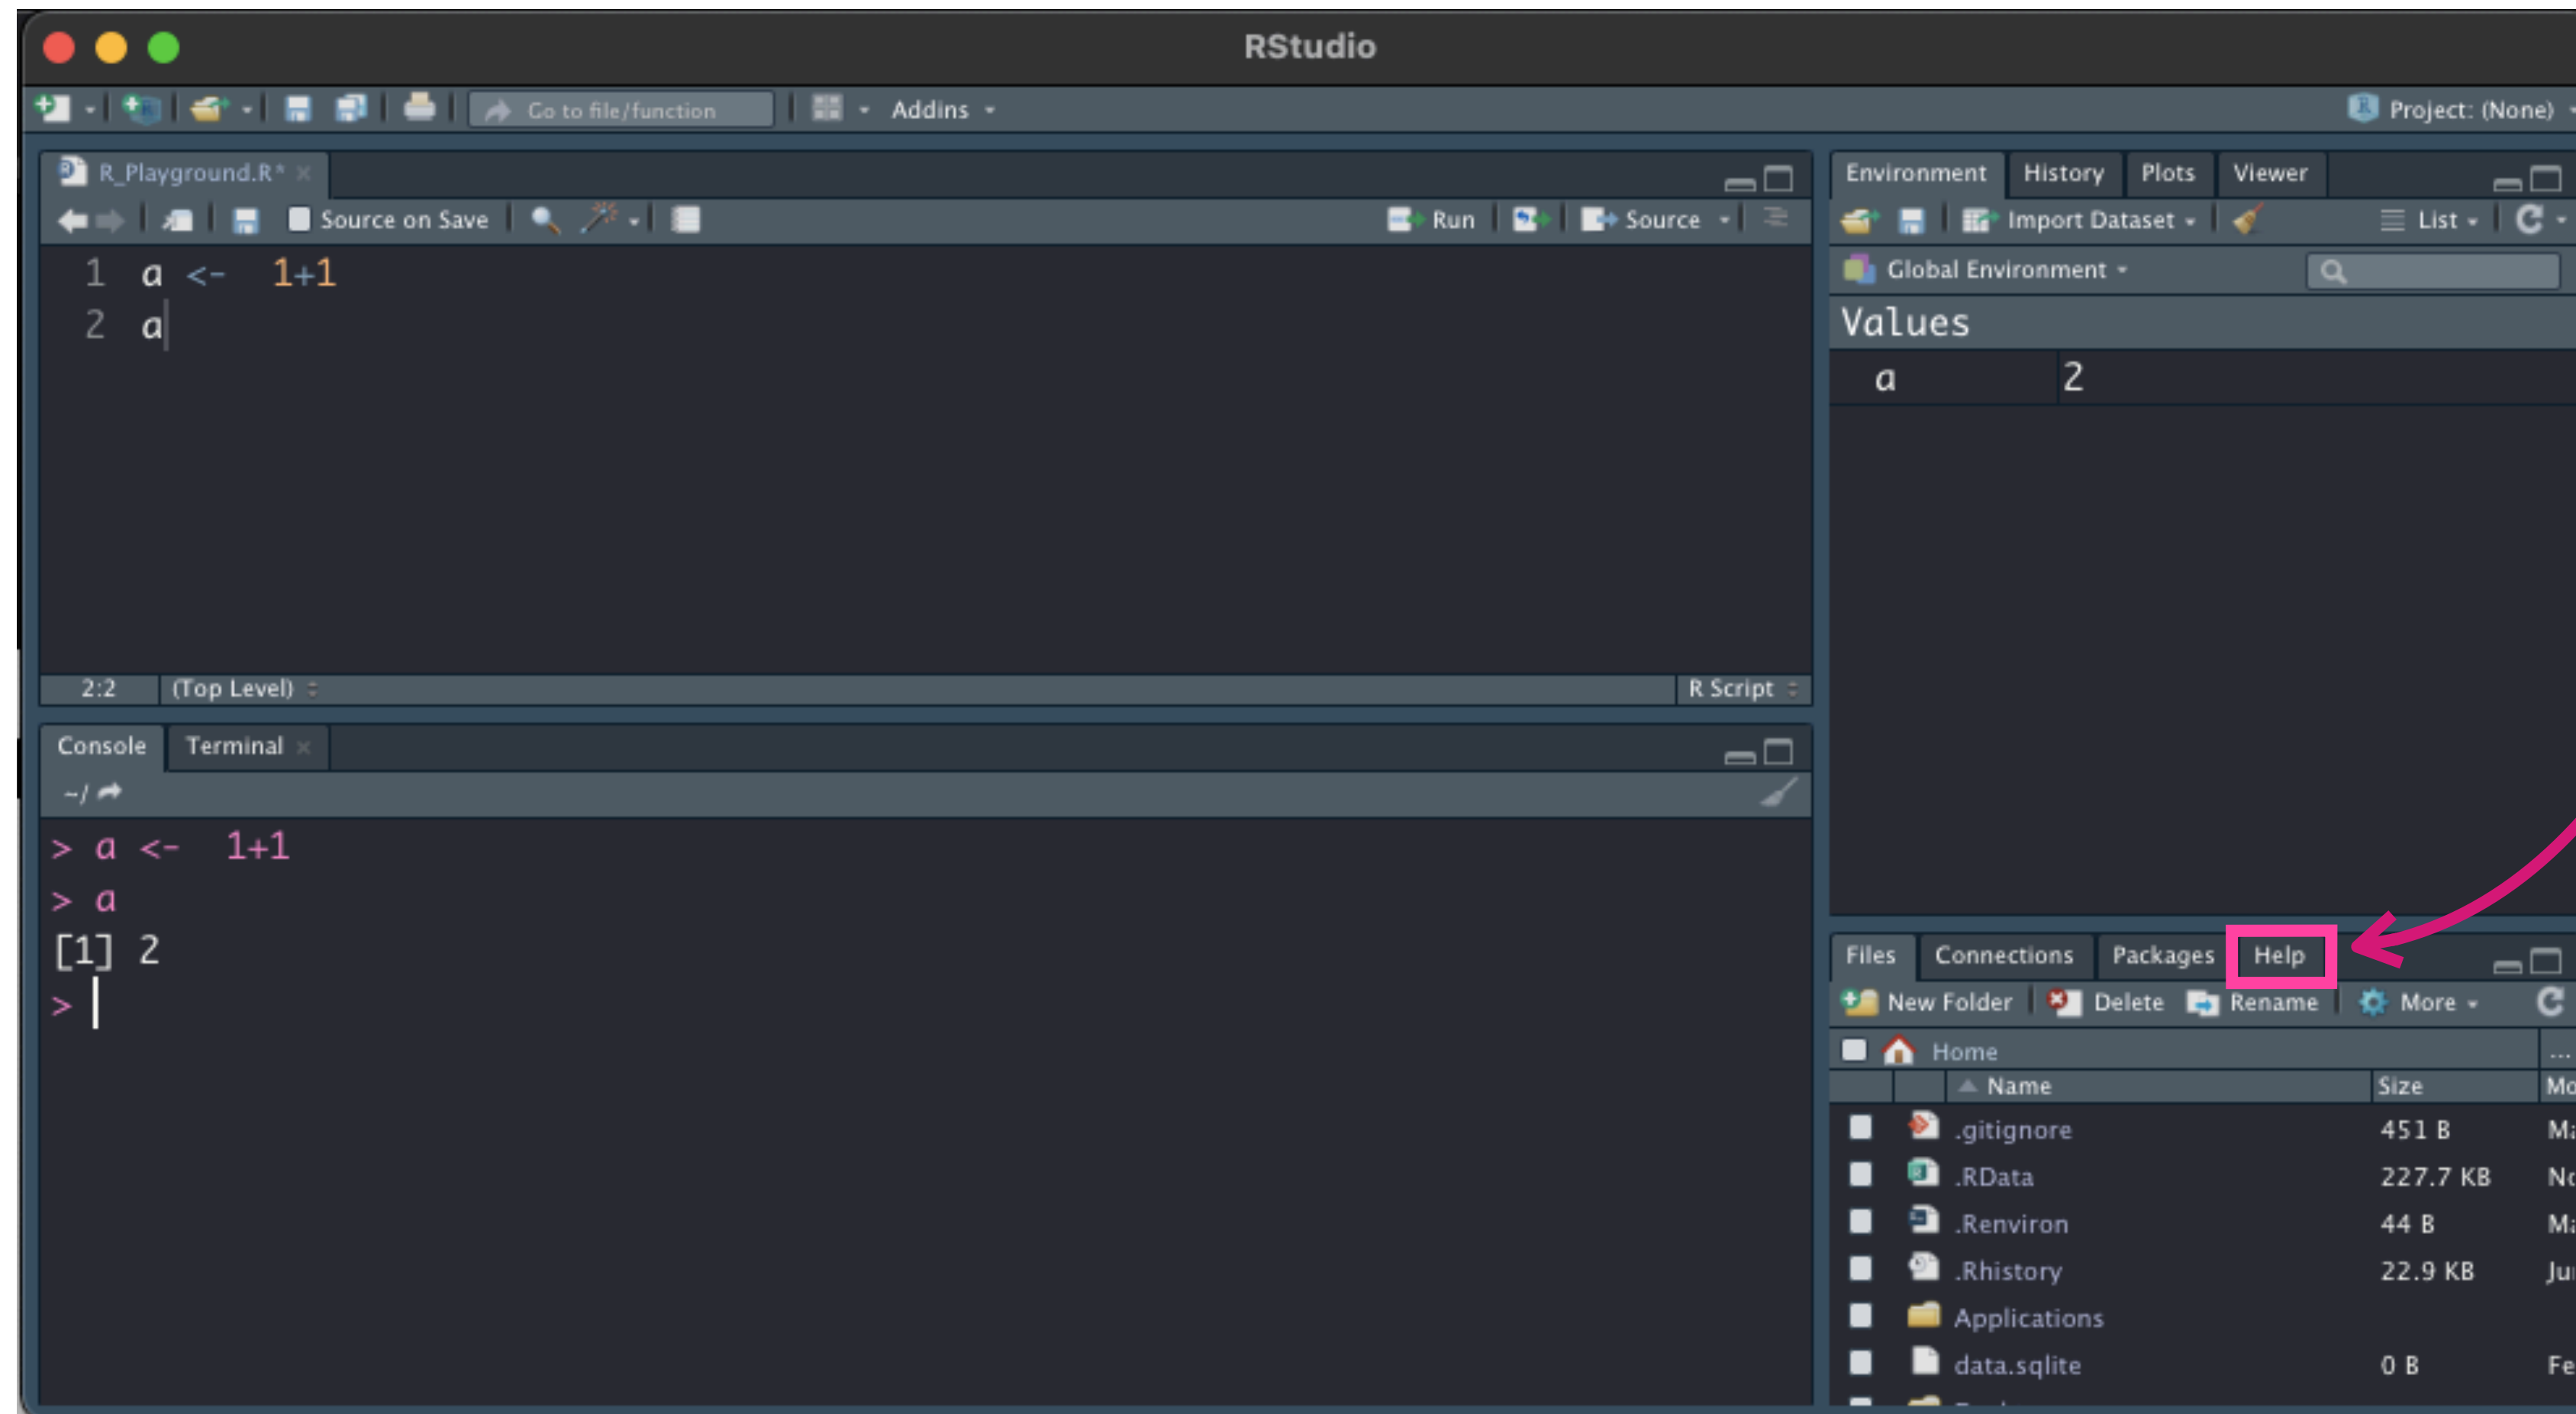 RStudio
Go to file/function
Addins
Project: (None)
R_Playground.R*
Source on Save
Run
Source
1 a <- 1+1
2 a
2:2 (Top Level)
R Script
Console Terminal
~/
> a <- 1+1
> a
[1] 2
>
Environment History Plots Viewer
Import Dataset
List
Global Environment
Values
a 2
Files Connections Packages Help
New Folder Delete Rename More
Home ...
Name Size Mo
.gitignore 451 B
.RData 227.7 KB
.Renviron 44 B
.Rhistory 22.9 KB
Applications
data.sqlite 0 B Fe